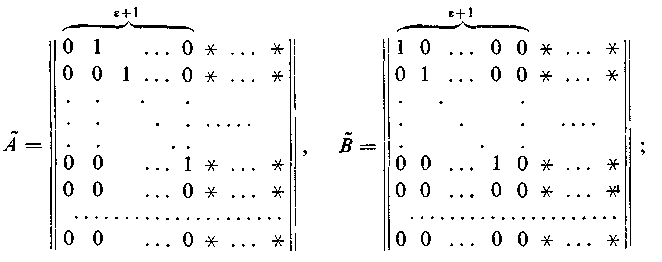 ε+1 ε+1
0 1 ... 0 * ... * 1 0 ... 0 0 * ... *
0 0 1 ... 0 * ... * 0 1 ... 0 0 * ... *
. . . . . . .
Ã = . . . . ..... , B̃ = . . . .... ;
. . . . . . .
0 0 ... 1 * ... * 0 0 ... 1 0 * ... *
0 0 ... 0 * ... * 0 0 ... 0 0 * ... *
........................ ........................
0 0 ... 0 * ... * 0 0 ... 0 0 * ... *